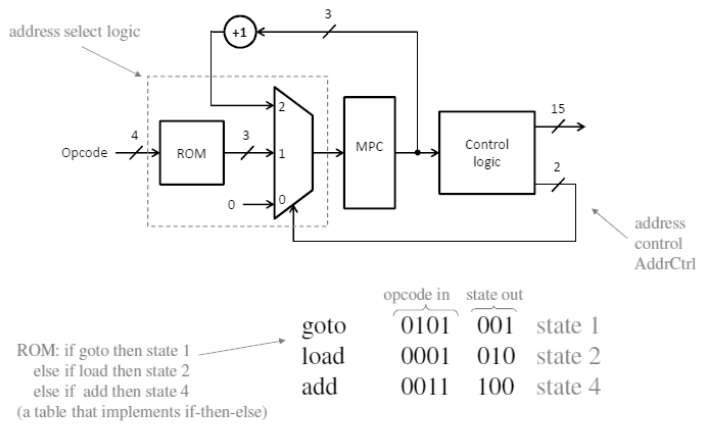 3
address select logic
+1
2
4
3
15
Opcode
ROM
1
MPC
Control
logic
2
0
0
address
control
AddrCtrl
opcode in state out
goto 0101 001 state 1
load 0001 010 state 2
add 0011 100 state 4
ROM: if goto then state 1
else if load then state 2
else if add then state 4
(a table that implements if-then-else)